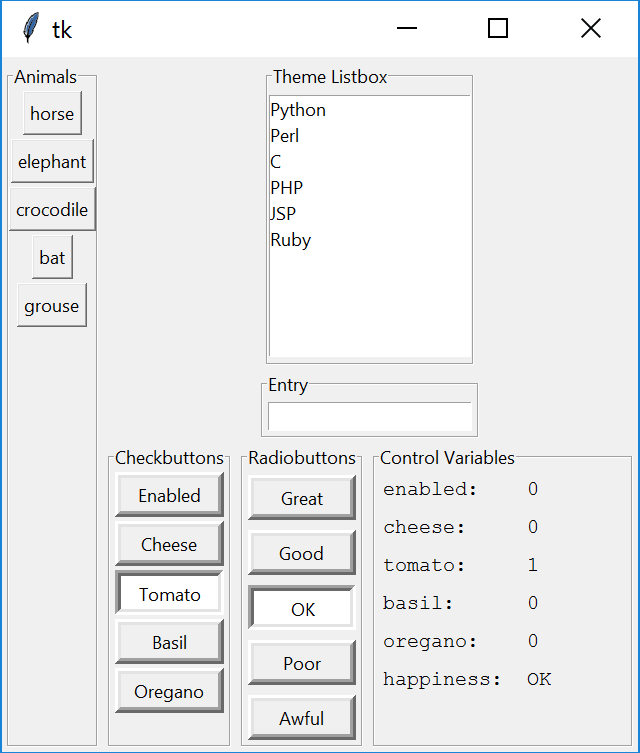 tk
Animals
horse
elephant
crocodile
bat
grouse
Theme Listbox
Python
Perl
C
PHP
JSP
Ruby
Entry
Checkbuttons
Enabled
Cheese
Tomato
Basil
Oregano
Radiobuttons
Great
Good
OK
Poor
Awful
Control Variables
enabled: 0
cheese: 0
tomato: 1
basil: 0
oregano: 0
happiness: OK